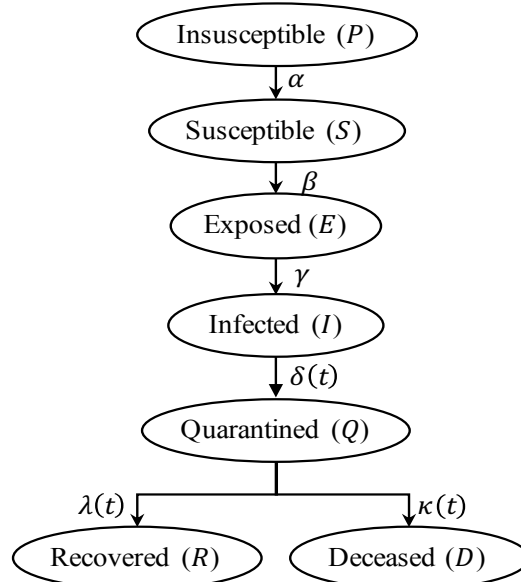 Insusceptible (P)
α
Susceptible (S)
β
Exposed (E)
γ
Infected (I)
δ(t)
Quarantined (Q)
λ(t) κ(t)
Recovered (R) Deceased (D)